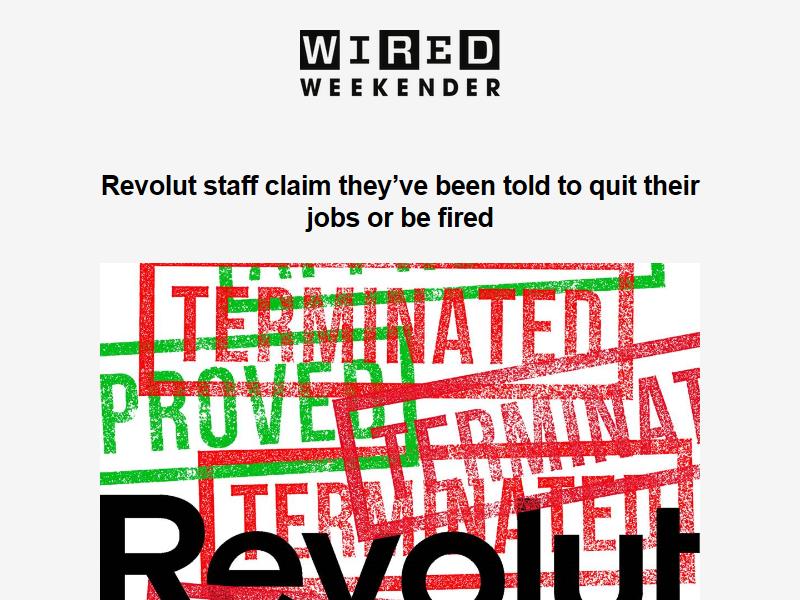 WIRED
WEEKENDER
Revolut staff claim they’ve been told to quit their
jobs or be fired
TERMINATED
PROVED
TERMINAT
TERMINATED
Revolut